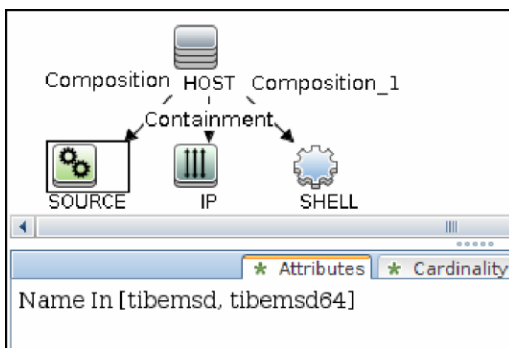 Composition HOST Composition_1
Containment
SOURCE IP SHELL
* Attributes * Cardinality
Name In [tibemsd, tibemsd64]